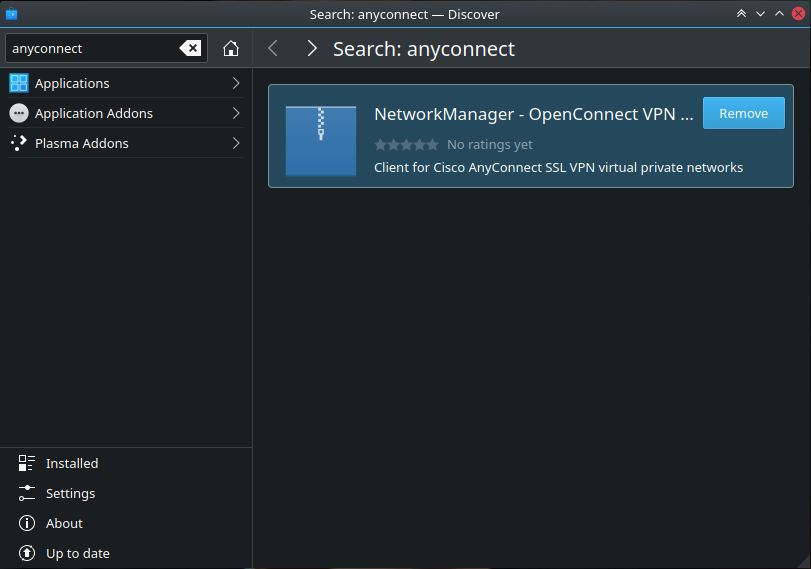 Search: anyconnect — Discover
anyconnect
Search: anyconnect
Applications
Application Addons
Plasma Addons
NetworkManager - OpenConnect VPN ...
Remove
No ratings yet
Client for Cisco AnyConnect SSL VPN virtual private networks
Installed
Settings
About
Up to date